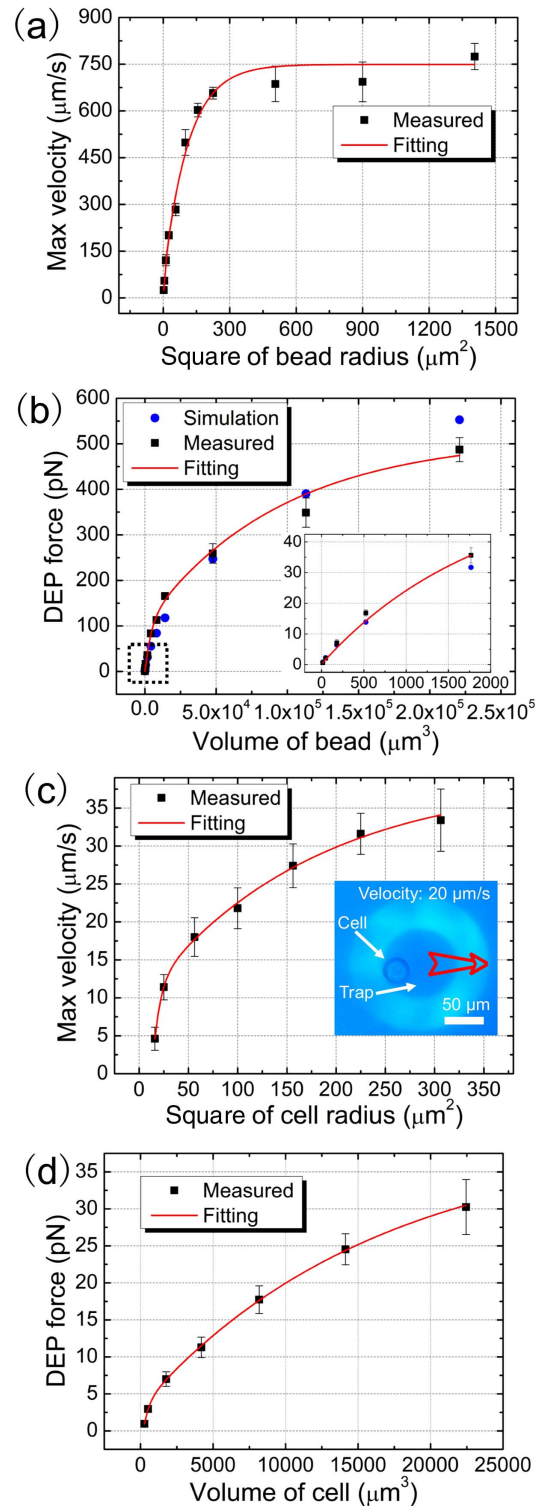 (a)
900
750
600
450
300
150
0
Max velocity (μm/s)
Measured
Fitting
0 300 600 900 1200 1500
Square of bead radius (μm²)
(b)
600
500
400
300
200
100
0
DEP force (pN)
Simulation
Measured
Fitting
40
30
20
10
0
0 500 1000 1500 2000
0.0 5.0x10⁴ 1.0x10⁵ 1.5x10⁵ 2.0x10⁵ 2.5x10⁵
Volume of bead (μm³)
(c)
35
30
25
20
15
10
5
0
Max velocity (μm/s)
Measured
Fitting
Velocity: 20 μm/s
Cell
Trap
50 μm
0 50 100 150 200 250 300 350
Square of cell radius (μm²)
(d)
35
30
25
20
15
10
5
0
DEP force (pN)
Measured
Fitting
0 5000 10000 15000 20000 25000
Volume of cell (μm³)